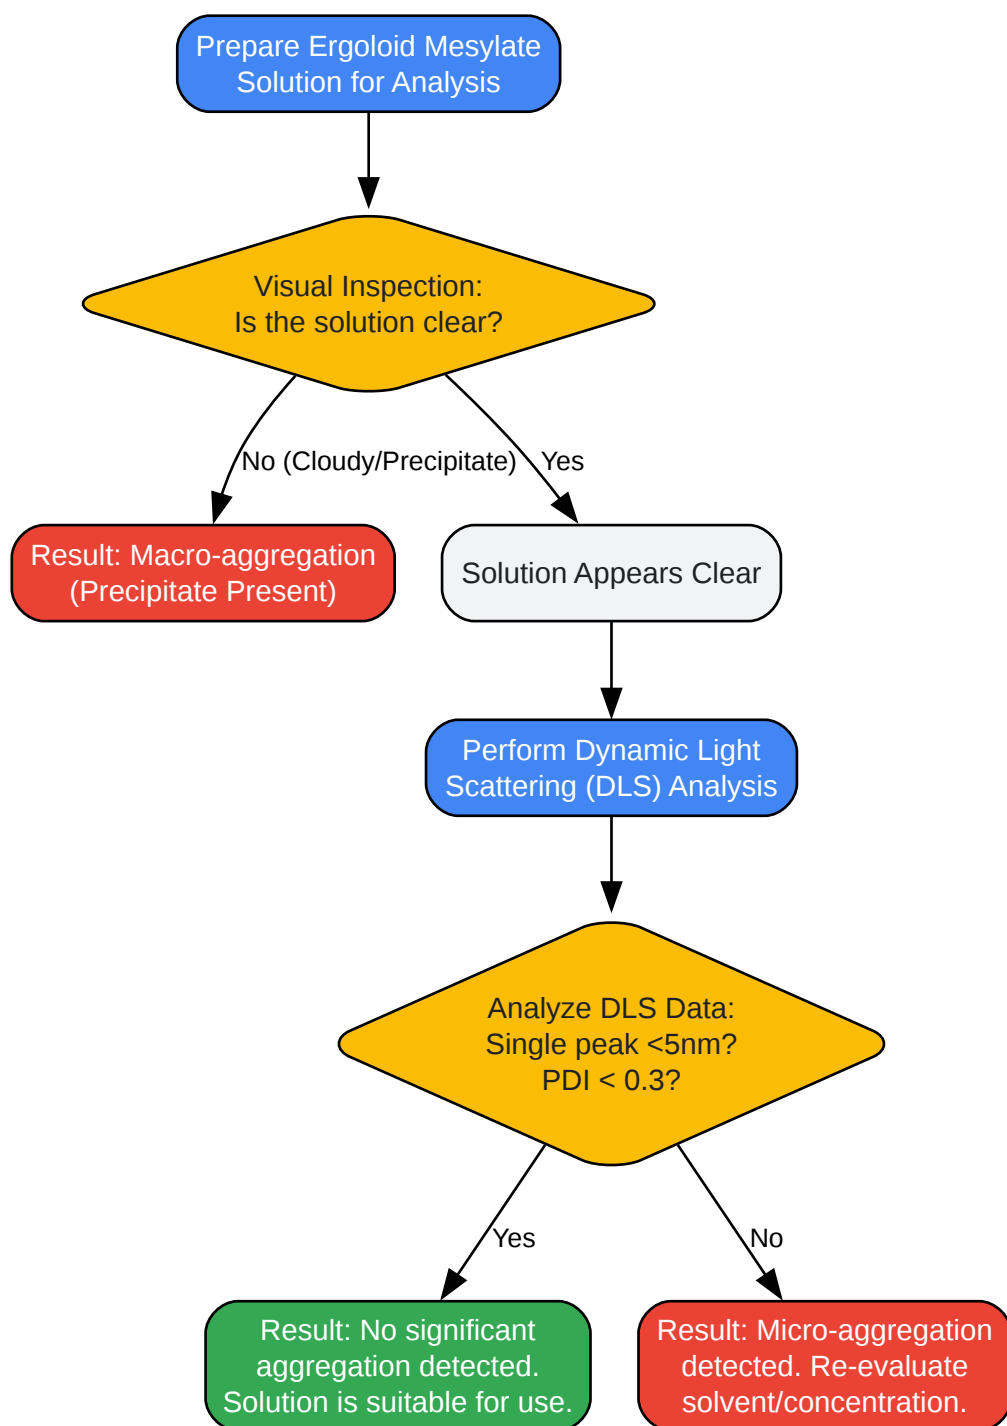 Prepare Ergoloid Mesylate
Solution for Analysis
Visual Inspection:
Is the solution clear?
No (Cloudy/Precipitate)
Yes
Result: Macro-aggregation
(Precipitate Present)
Solution Appears Clear
Perform Dynamic Light
Scattering (DLS) Analysis
Analyze DLS Data:
Single peak <5nm?
PDI < 0.3?
Yes
No
Result: No significant
aggregation detected.
Solution is suitable for use.
Result: Micro-aggregation
detected. Re-evaluate
solvent/concentration.